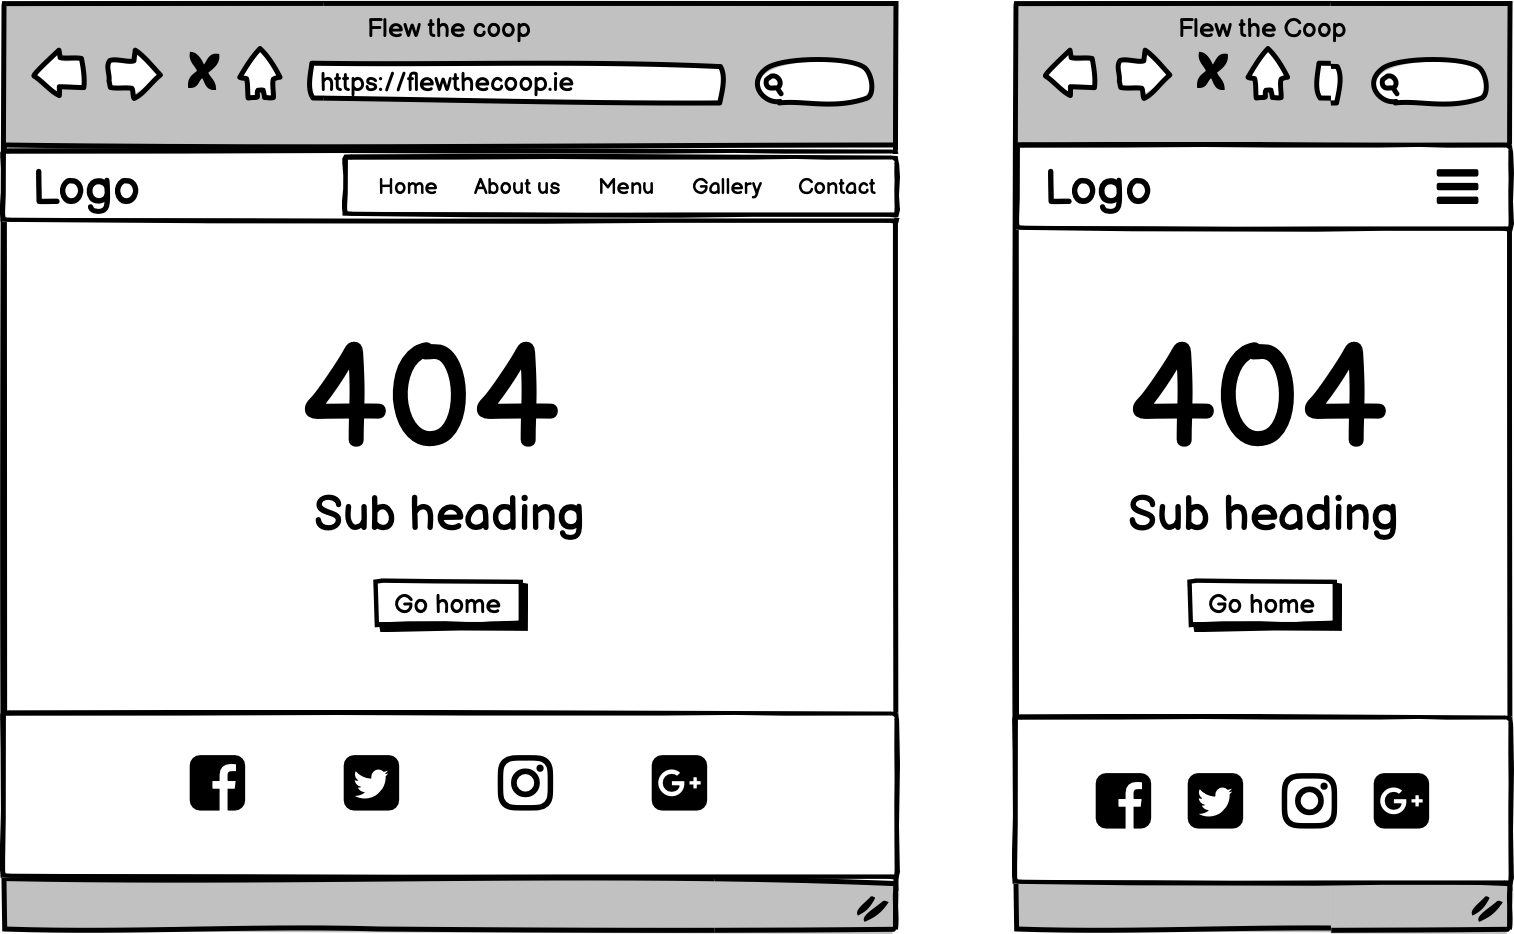 Flew the coop
https://flewthecoop.ie
Logo
Home About us Menu Gallery Contact
404
Sub heading
Go home
G+
Flew the Coop
Logo
404
Sub heading
Go home
G+